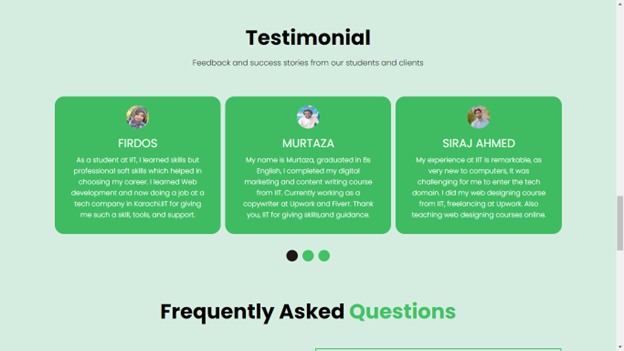 Testimonial
Feedback and success stories from our students and clients
FIRDOS
As a student at IIT, I learned skills but
professional soft skills which helped in
choosing my career. I learned Web
development and now doing a job at a
tech company in Karachi.IIT for giving
me such a skill, tools, and support.
MURTAZA
My name is Murtaza, graduated in Bs
English, I completed my digital
marketing and content writing course
from IIT. Currently working as a
copywriter at Upwork and Fiverr. Thank
you, IIT for giving skills,and guidance.
SIRAJ AHMED
My experience at IIT is remarkable, as
very new to computers, It was
challenging for me to enter the tech
domain. I did my web designing course
from IIT, freelancing at Upwork. Also
teaching web designing courses online.
Frequently Asked Questions